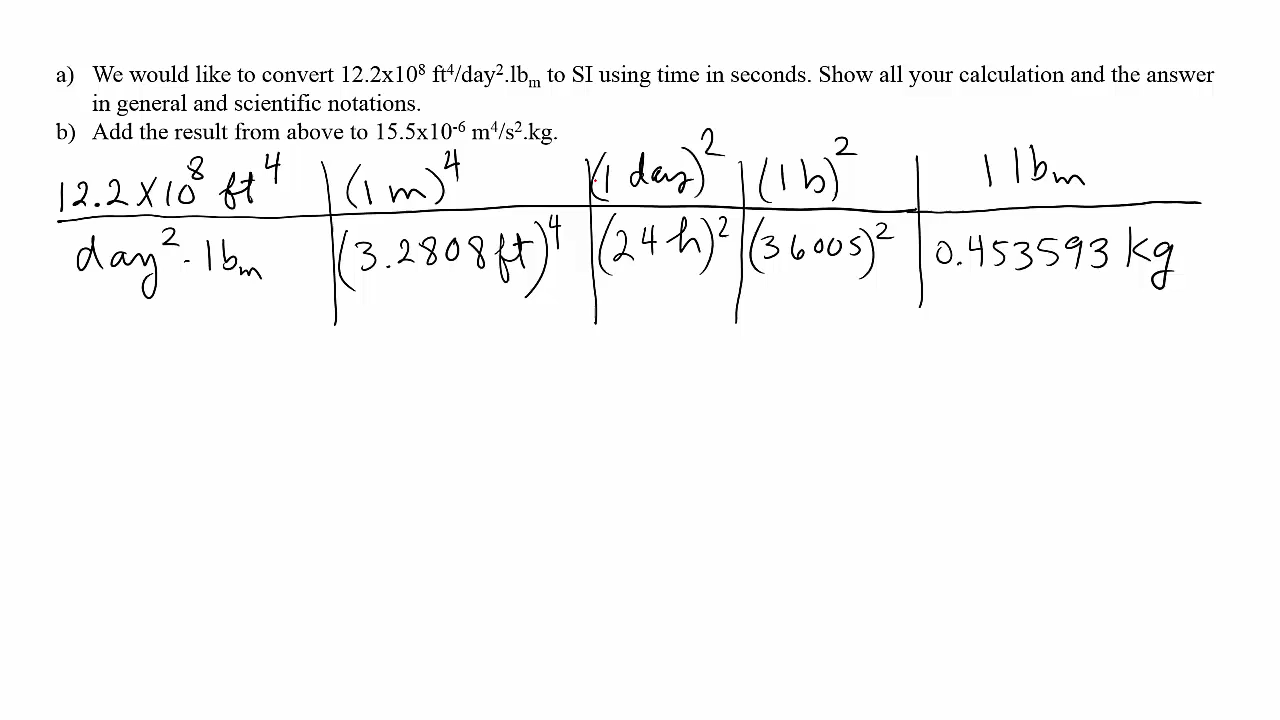 a) We would like to convert 12.2x10⁸ ft⁴/day².lbₘ to SI using time in seconds. Show all your calculation and the answer
in general and scientific notations.
b) Add the result from above to 15.5x10⁻⁶ m⁴/s².kg.
12.2 X 10⁸ ft⁴ | (1 m)⁴ | (1 day)² | (1 h)² | 1 lbₘ
day² · lbₘ | (3.2808 ft)⁴ | (24 h)² | (3600s)² | 0.453593 kg